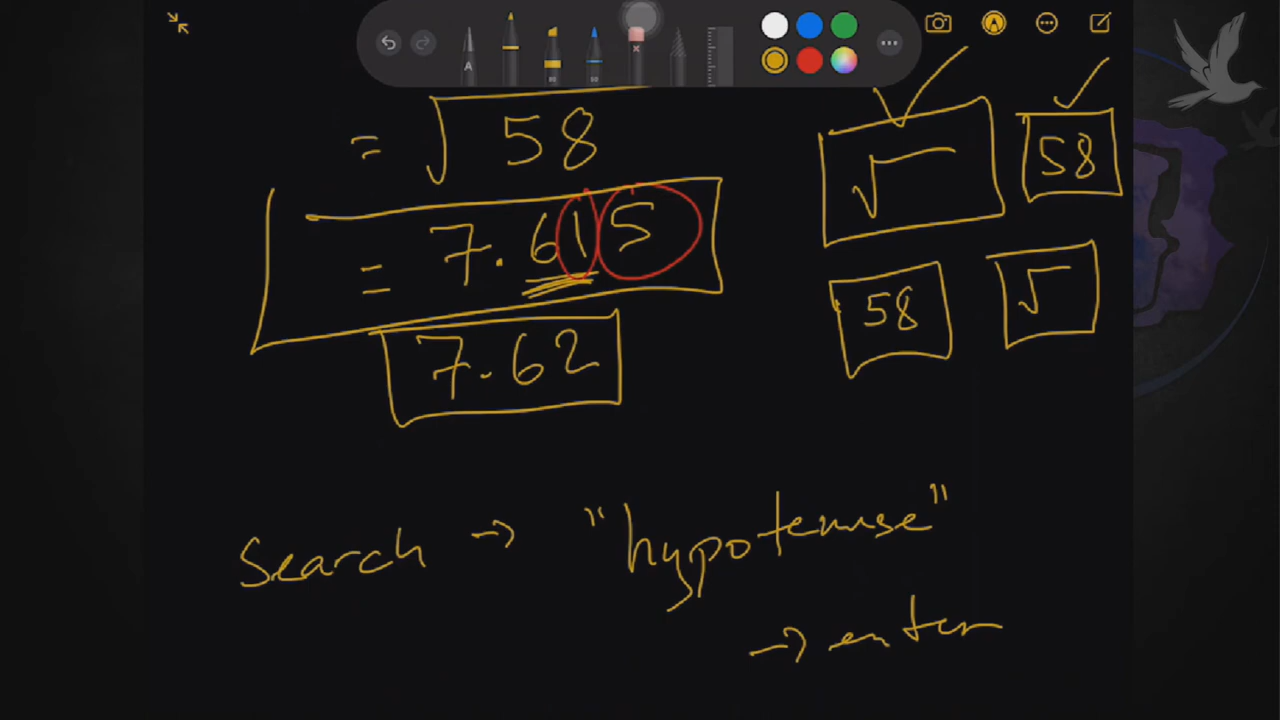 = √58
= 7.615
7.62
√ 58
58 √
Search → "hypotenuse"
→ enter